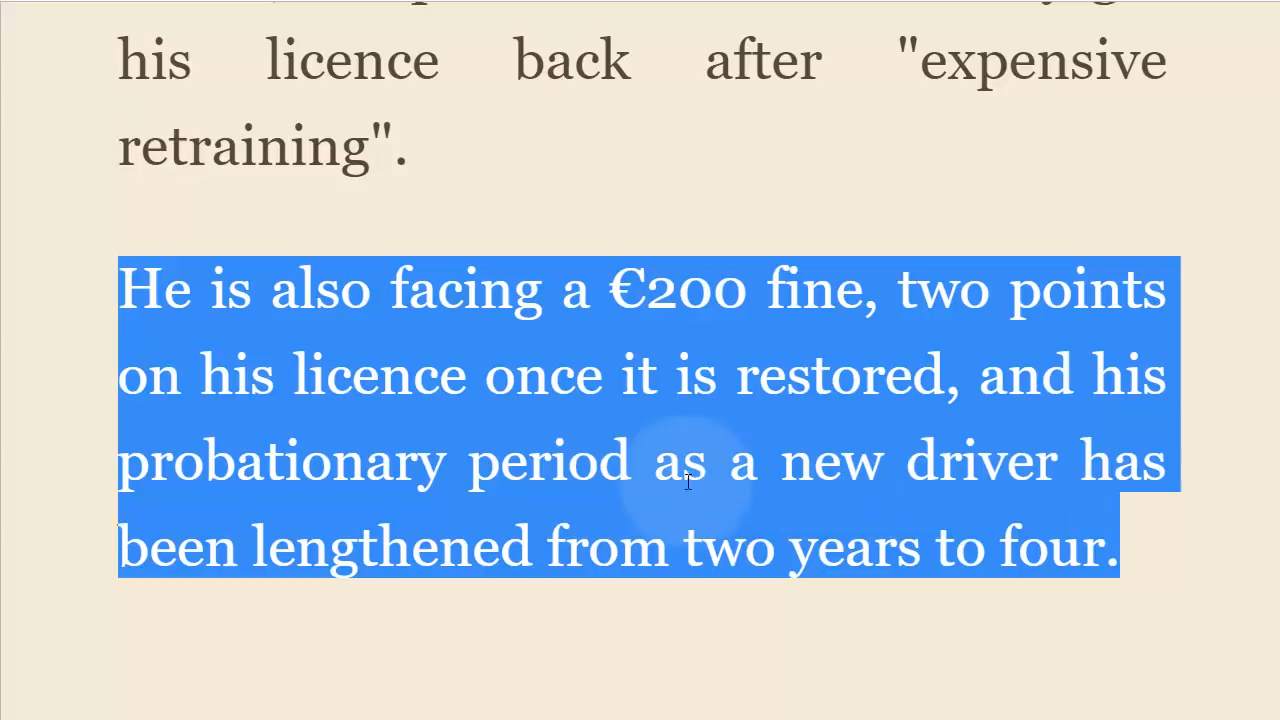 his licence back after "expensive
retraining".
He is also facing a €200 fine, two points
on his licence once it is restored, and his
probationary period as a new driver has
been lengthened from two years to four.